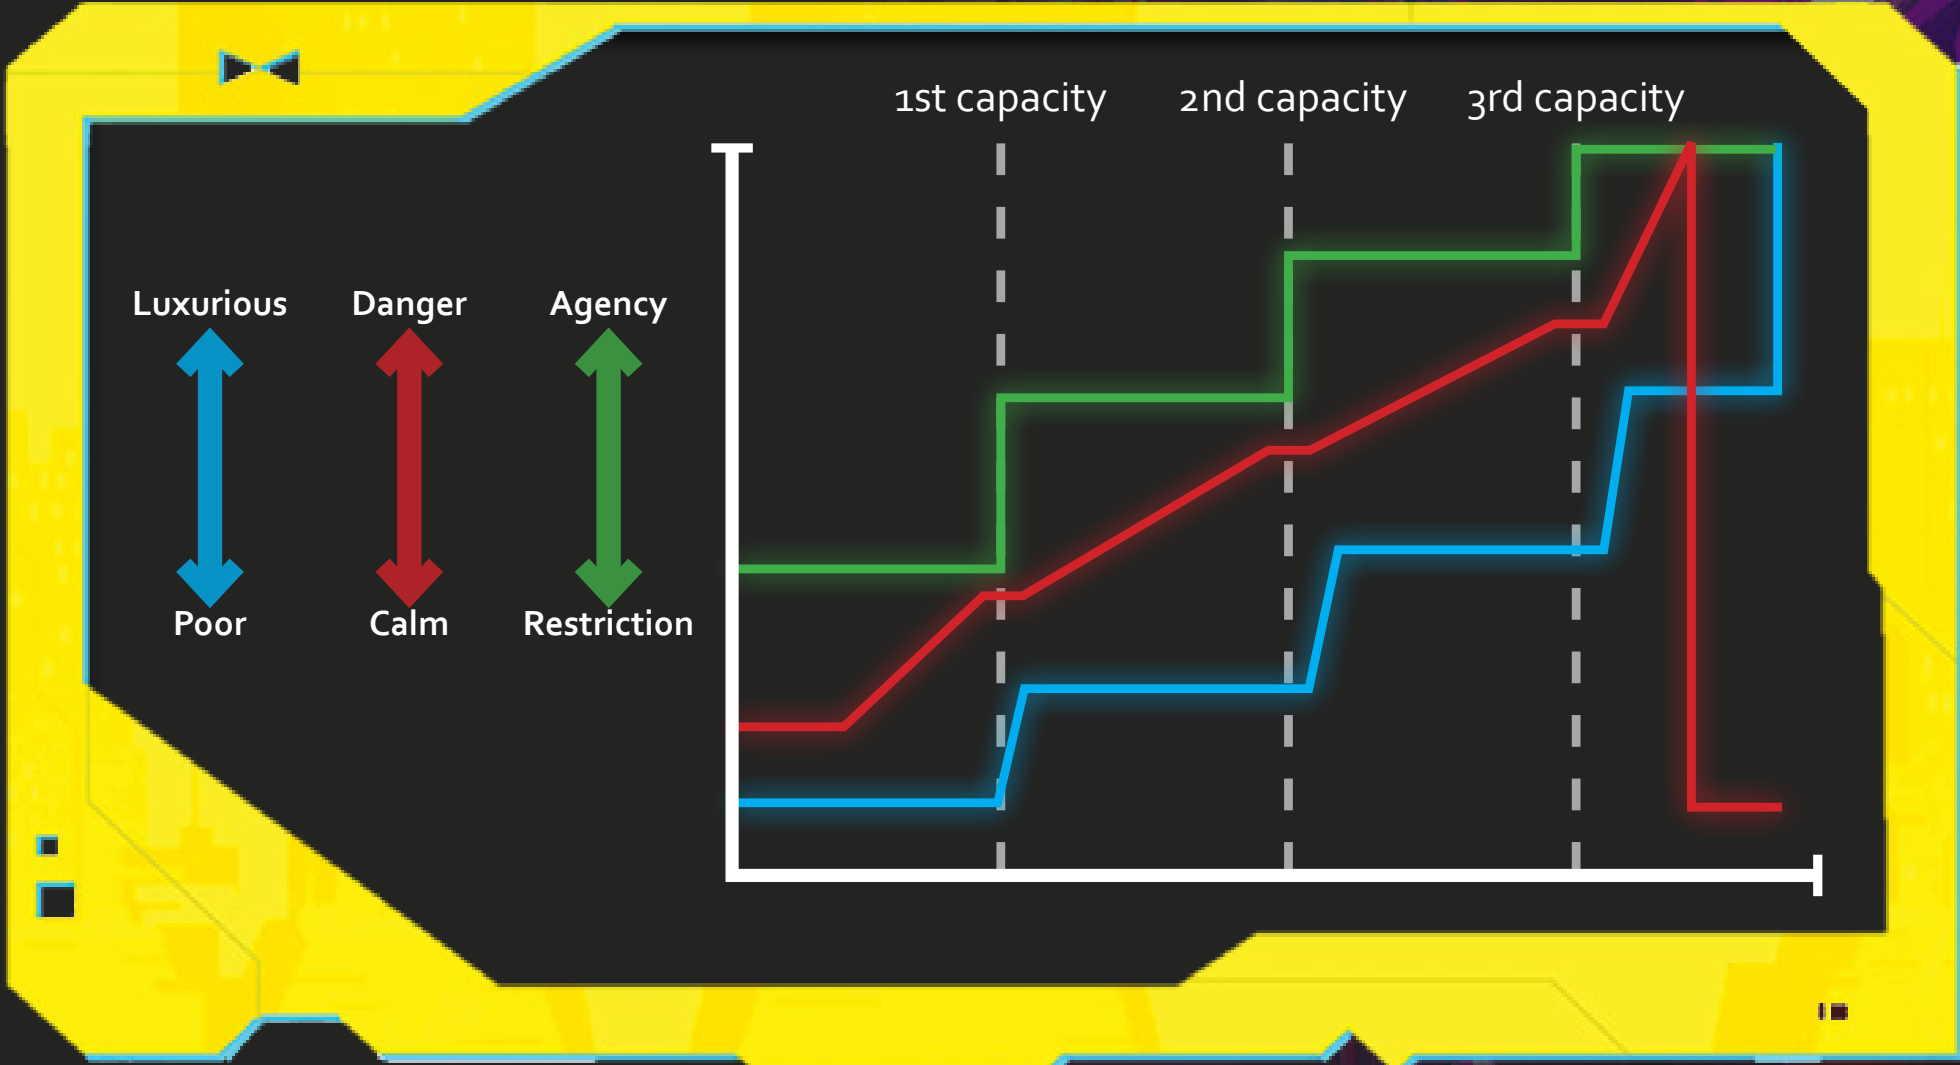 1st capacity 2nd capacity 3rd capacity
Luxurious Danger Agency
Poor Calm Restriction